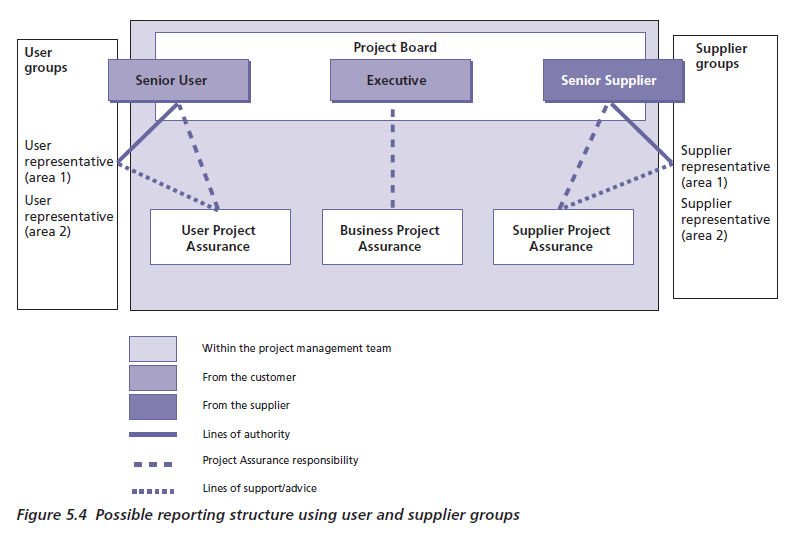 Project Board
User
groups
Supplier
groups
Senior User
Executive
Senior Supplier
User
representative
(area 1)
User
representative
(area 2)
Supplier
representative
(area 1)
Supplier
representative
(area 2)
User Project
Assurance
Business Project
Assurance
Supplier Project
Assurance
Within the project management team
From the customer
From the supplier
Lines of authority
Project Assurance responsibility
Lines of support/advice
Figure 5.4 Possible reporting structure using user and supplier groups